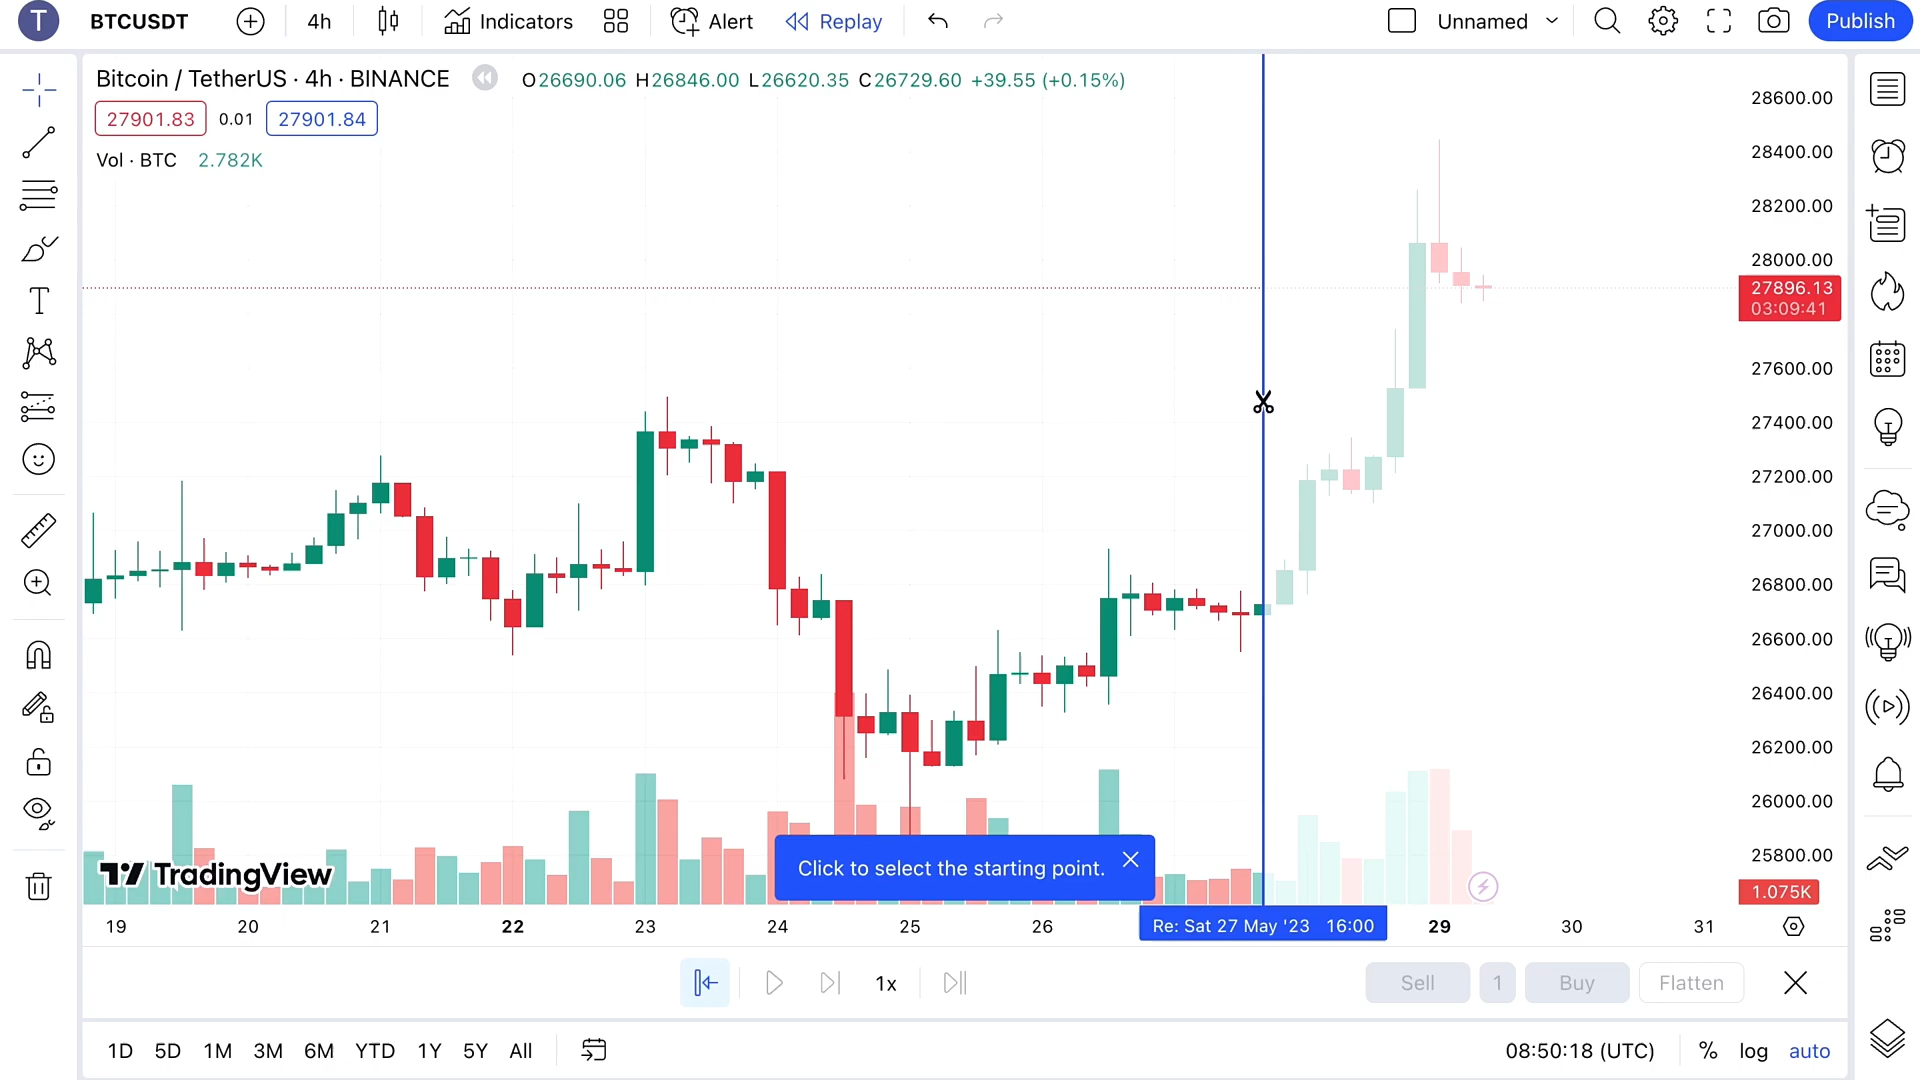 T BTCUSDT 4h Indicators Alert Replay Unnamed Publish
Bitcoin / TetherUS · 4h · BINANCE O26690.06 H26846.00 L26620.35 C26729.60 +39.55 (+0.15%)
27901.83 0.01 27901.84
Vol · BTC 2.782K
28600.00
28400.00
28200.00
28000.00
27896.13
03:09:41
27600.00
27400.00
27200.00
27000.00
26800.00
26600.00
26400.00
26200.00
26000.00
25800.00
1.075K
Click to select the starting point.
TradingView
19 20 21 22 23 24 25 26 Re: Sat 27 May '23 16:00 29 30 31
1x Sell 1 Buy Flatten
1D 5D 1M 3M 6M YTD 1Y 5Y All 08:50:18 (UTC) % log auto